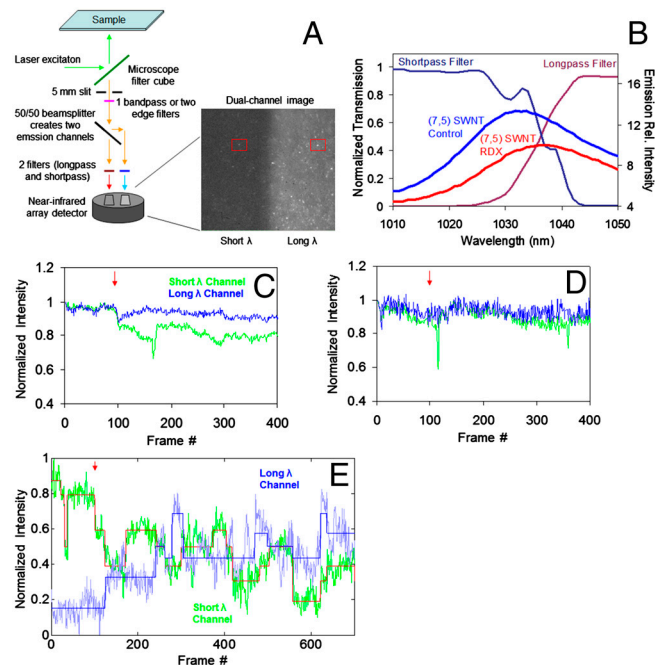 A
Sample
Laser excitaton
Microscope
filter cube
5 mm slit
1 bandpass or two
edge filters
50/50 beamsplitter
creates two
emssion channels
Dual-channel image
2 filters (longpass
and shortpass)
Near-infrared
array detector
Short λ
Long λ
B
Shortpass Filter
Longpass Filter
(7,5) SWNT
Control
(7,5) SWNT
RDX
Normalized Transmission
1
0.8
0.6
0.4
0.2
0
Emission Rel. Intensity
16
13
10
7
4
1010
1020
1030
1040
1050
Wavelength (nm)
C
Short λ Channel
Long λ Channel
Normalized Intensity
1.2
1
0.8
0.6
0.4
0
100
200
300
400
Frame #
D
Normalized Intensity
1.2
1
0.8
0.6
0.4
0
100
200
300
400
Frame #
E
Long λ
Channel
Short λ
Channel
Normalized Intensity
1
0.8
0.6
0.4
0.2
0
0
200
400
600
Frame #